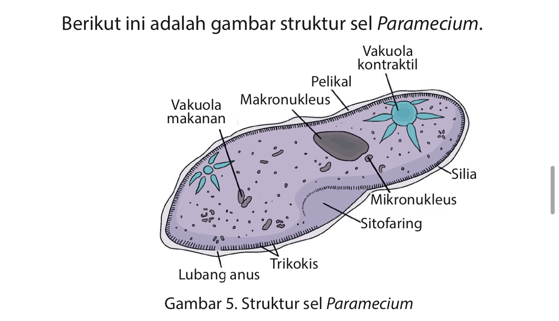 Berikut ini adalah gambar struktur sel Paramecium.
Vakuola
kontraktil
Pelikal
Makronukleus
Vakuola
makanan
Silia
Mikronukleus
Sitofaring
Trikokis
Lubang anus
Gambar 5. Struktur sel Paramecium